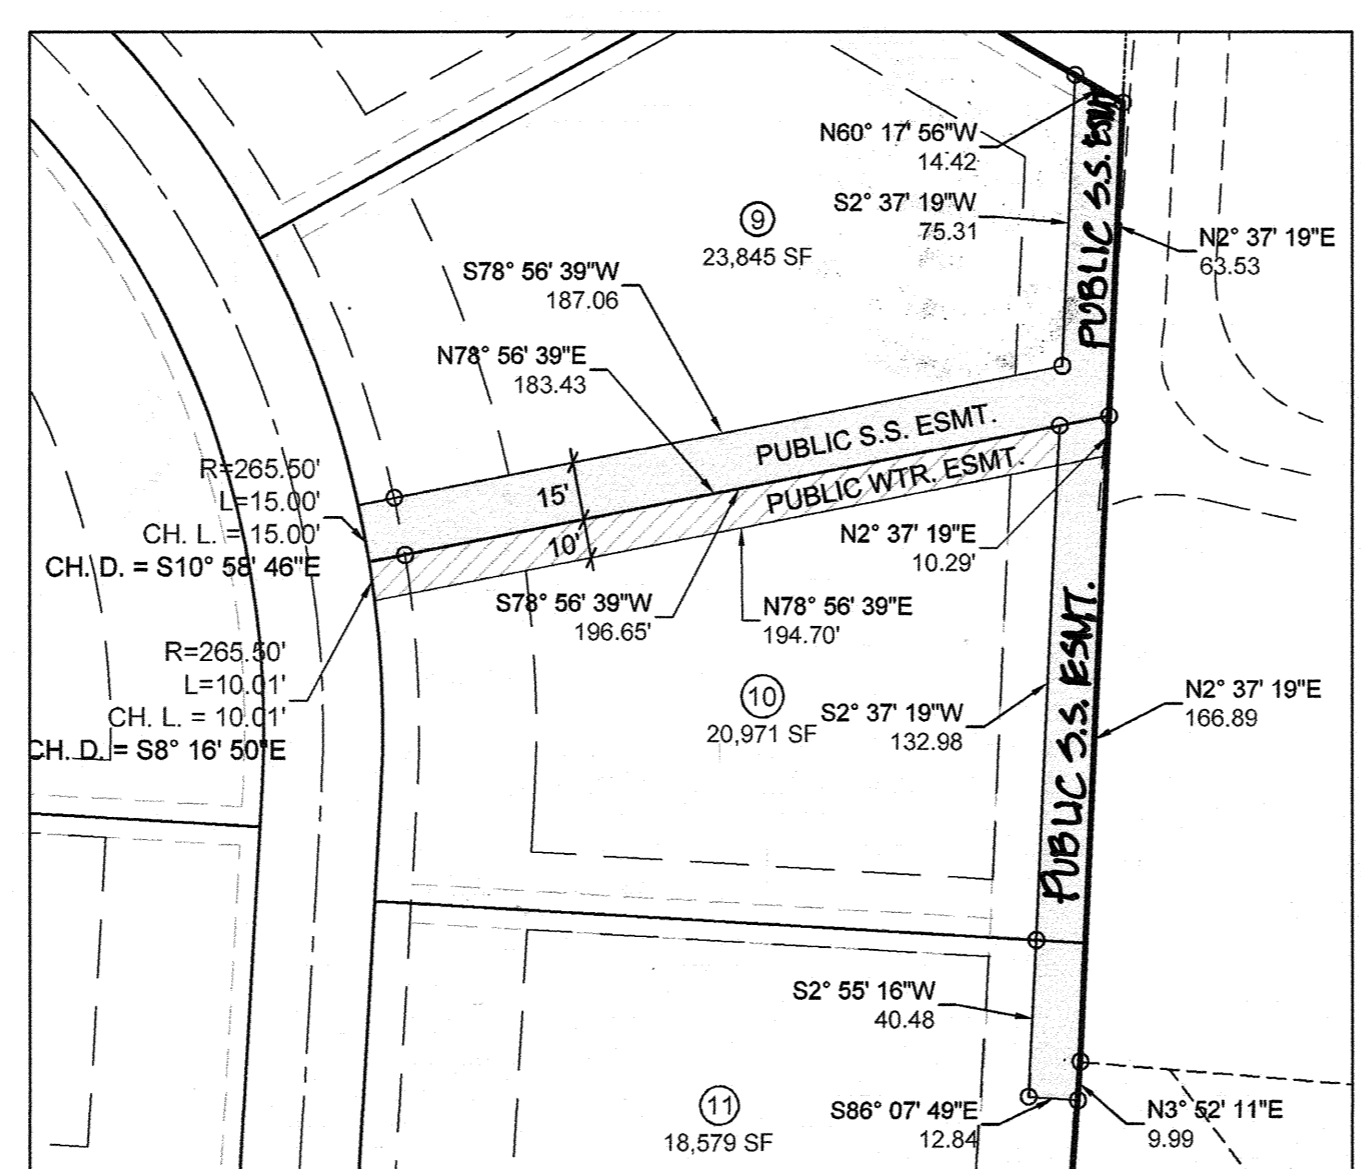 N60° 17' 56"W
14.42
S2° 37' 19"W
75.31
PUBLIC S.S. ESMT
N2° 37' 19"E
63.53
9
23,845 SF
S78° 56' 39"W
187.06
N78° 56' 39"E
183.43
PUBLIC S.S. ESMT.
PUBLIC WTR. ESMT.
15'
10'
R=265.50'
L=15.00'
CH. L. = 15.00'
CH. D. = S10° 58' 46"E
N2° 37' 19"E
10.29'
S78° 56' 39"W
196.65'
N78° 56' 39"E
194.70'
R=265.50'
L=10.01'
CH. L. = 10.01'
CH. D. = S8° 16' 50"E
10
20,971 SF
S2° 37' 19"W
132.98
PUBLIC S.S. ESMT.
N2° 37' 19"E
166.89
S2° 55' 16"W
40.48
11
18,579 SF
S86° 07' 49"E
12.84
N3° 52' 11"E
9.99